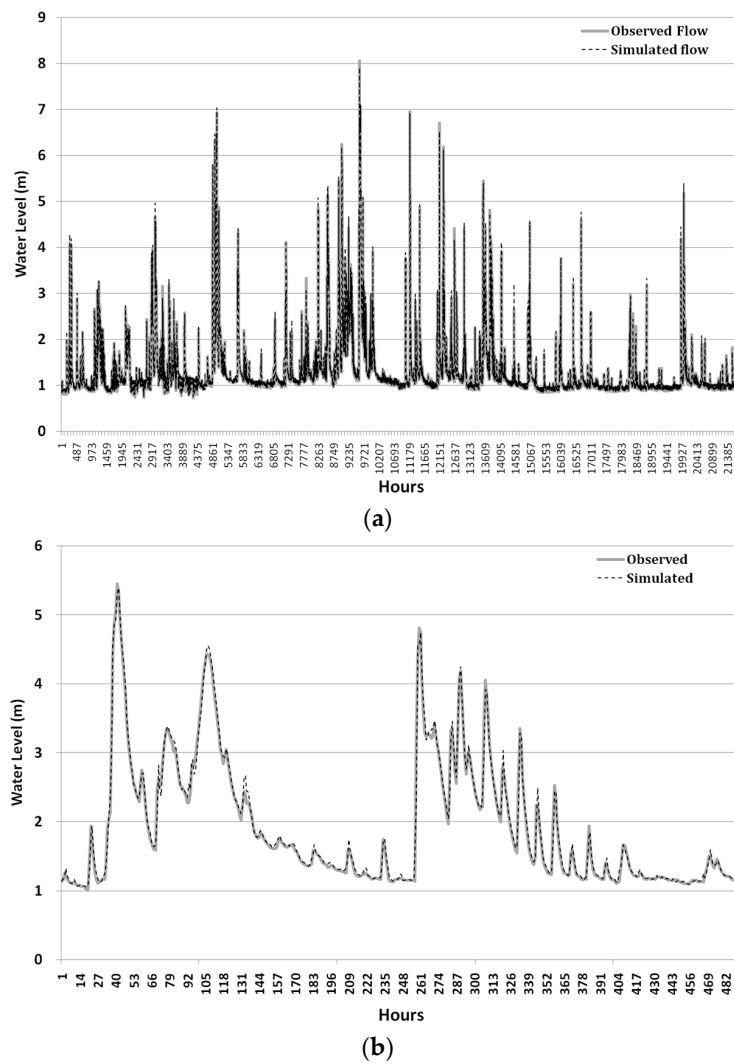 9
Observed Flow
Simulated flow
8
7
6
5
4
3
2
1
0
Water Level (m)
1 487 973 1459 1945 2431 2917 3403 3889 4375 4861 5347 5833 6319 6805 7291 7777 8263 8749 9235 9721 10207 10693 11179 11665 12151 12637 13123 13609 14095 14581 15067 15553 16039 16525 17011 17497 17983 18469 18955 19441 19927 20413 20899 21385
Hours
(a)
6
Observed
Simulated
5
4
3
2
1
0
Water Level (m)
1 14 27 40 53 66 79 92 105 118 131 144 157 170 183 196 209 222 235 248 261 274 287 300 313 326 339 352 365 378 391 404 417 430 443 456 469 482
Hours
(b)